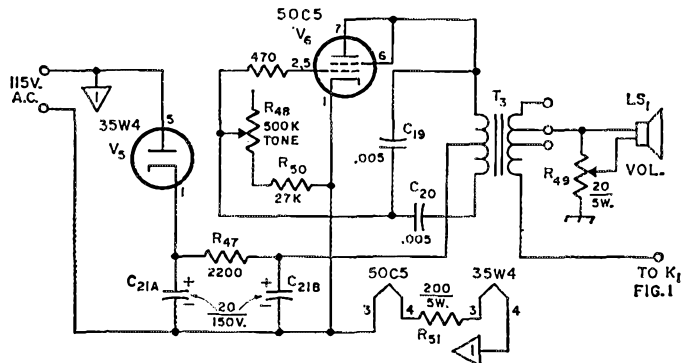 50C5
V6
7
6
2,5
1
470
115V.
A.C.
1
35W4
V5
5
1
R48
500K
TONE
R50
27K
C19
.005
C20
.005
T3
LS1
VOL.
R49
20
5W.
TO K1
FIG.1
R47
2200
C21A
+
−
20
150V.
+
−
C21B
50C5
3
4
200
5W.
R51
35W4
3
4
1